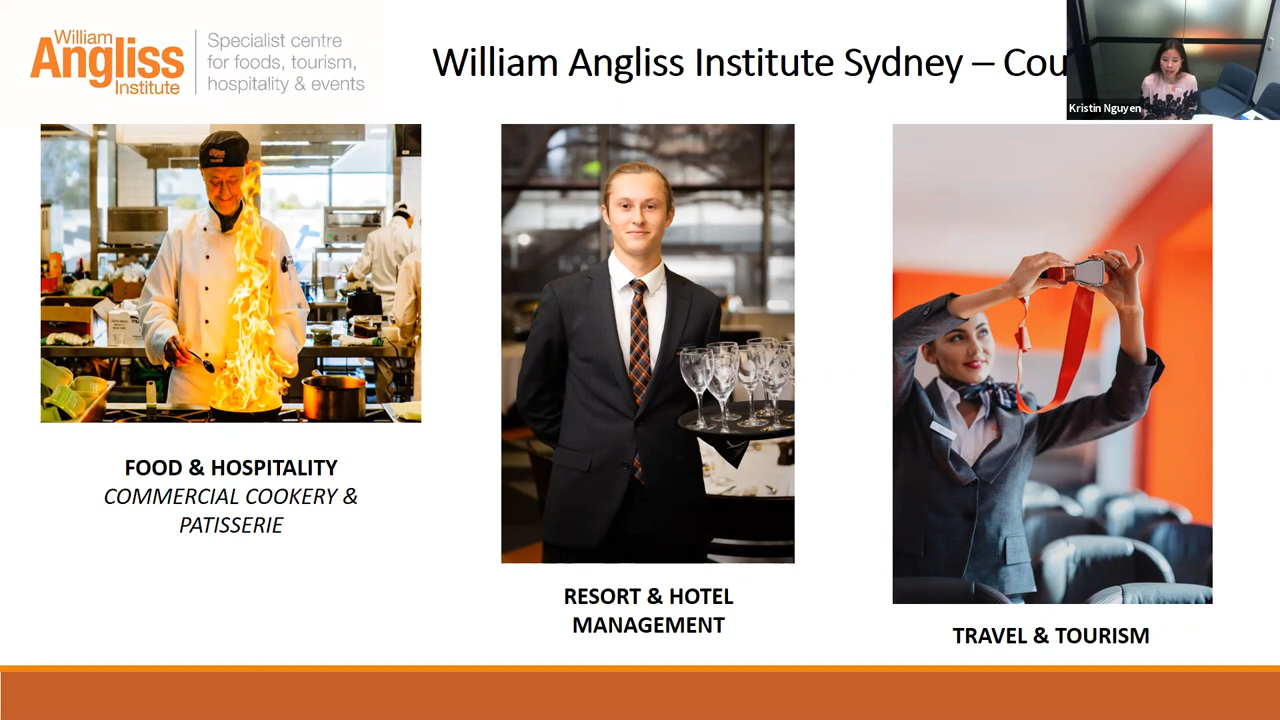 William
Angliss
Institute
Specialist centre
for foods, tourism,
hospitality & events
William Angliss Institute Sydney – Cou
Kristin Nguyen
FOOD & HOSPITALITY
COMMERCIAL COOKERY &
PATISSERIE
RESORT & HOTEL
MANAGEMENT
TRAVEL & TOURISM